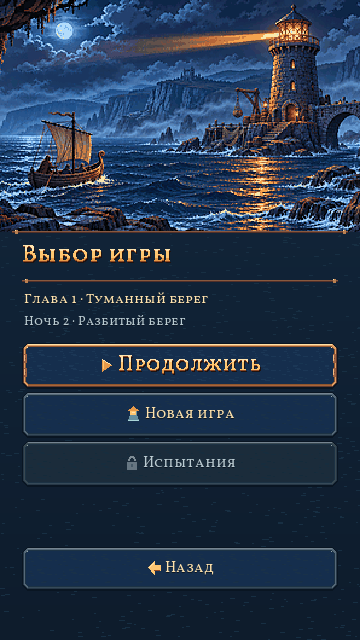 Выбор игры
Глава 1 · Туманный берег
Ночь 2 · Разбитый берег
Продолжить
Новая игра
Испытания
Назад